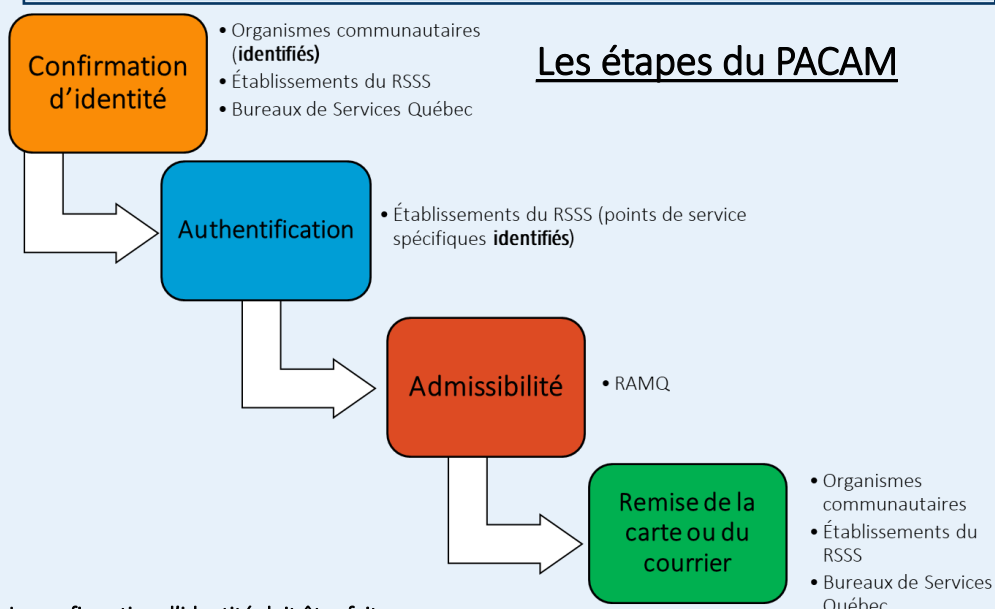 Les étapes du PACAM
Confirmation
d'identité
• Organismes communautaires
(identifiés)
• Établissements du RSSS
• Bureaux de Services Québec
Authentification
• Établissements du RSSS (points de service
spécifiques identifiés)
Admissibilité
• RAMQ
Remise de la
carte ou du
courrier
• Organismes
communautaires
• Établissements du
RSSS
• Bureaux de Services
Québec